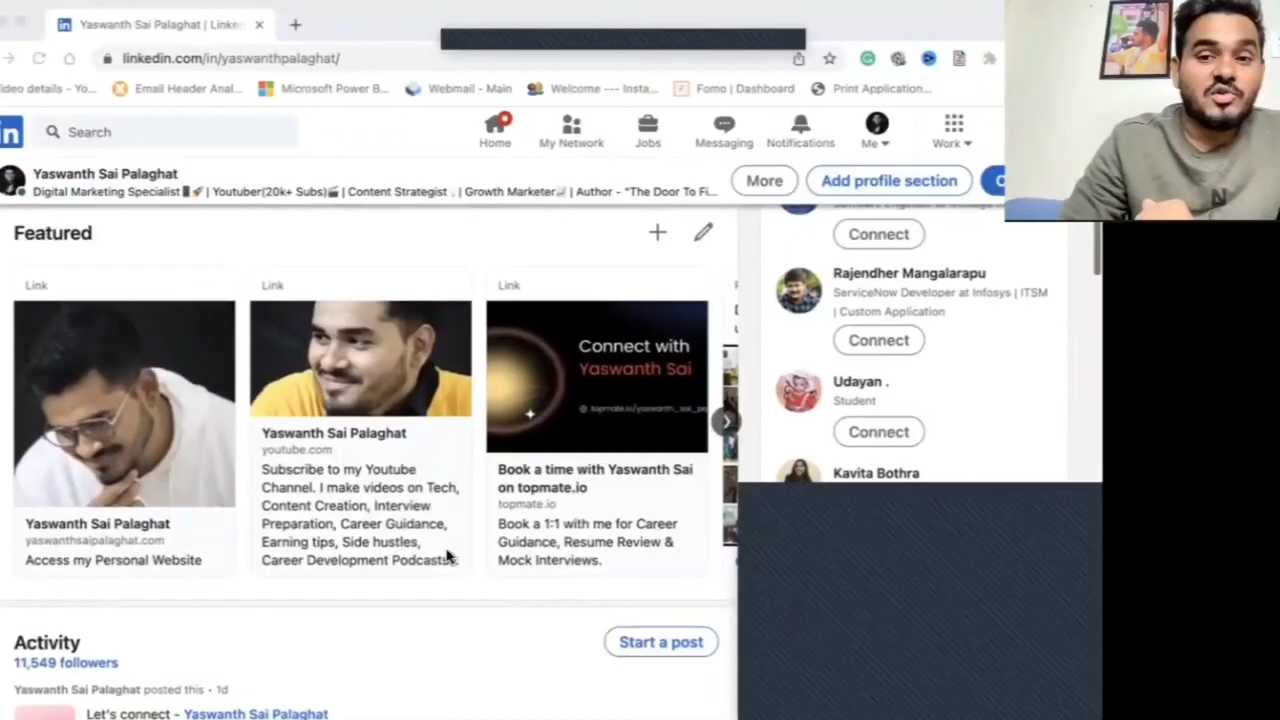 in Yaswanth Sai Palaghat | Linke
linkedin.com/in/yaswanthpalaghat/
ideo details - Yo...
Email Header Anal...
Microsoft Power B...
Webmail - Main
Welcome ---- Insta...
Fomo | Dashboard
Print Application...
in
Search
Home
My Network
Jobs
Messaging
Notifications
Me
Work
Yaswanth Sai Palaghat
Digital Marketing Specialist | Youtuber(20k+ Subs) | Content Strategist | Growth Marketer | Author - "The Door To Fi...
More
Add profile section
Featured
Link
Yaswanth Sai Palaghat
yaswanthsaipalaghat.com
Access my Personal Website
Link
Yaswanth Sai Palaghat
youtube.com
Subscribe to my Youtube
Channel. I make videos on Tech,
Content Creation, Interview
Preparation, Career Guidance,
Earning tips, Side hustles,
Career Development Podcasts.
Link
Connect with
Yaswanth Sai
Book a time with Yaswanth Sai
on topmate.io
topmate.io
Book a 1:1 with me for Career
Guidance, Resume Review &
Mock Interviews.
Connect
Rajendher Mangalarapu
ServiceNow Developer at Infosys | ITSM
| Custom Application
Connect
Udayan .
Student
Connect
Kavita Bothra
Activity
11,549 followers
Start a post
Yaswanth Sai Palaghat posted this • 1d
Let's connect - Yaswanth Sai Palaghat